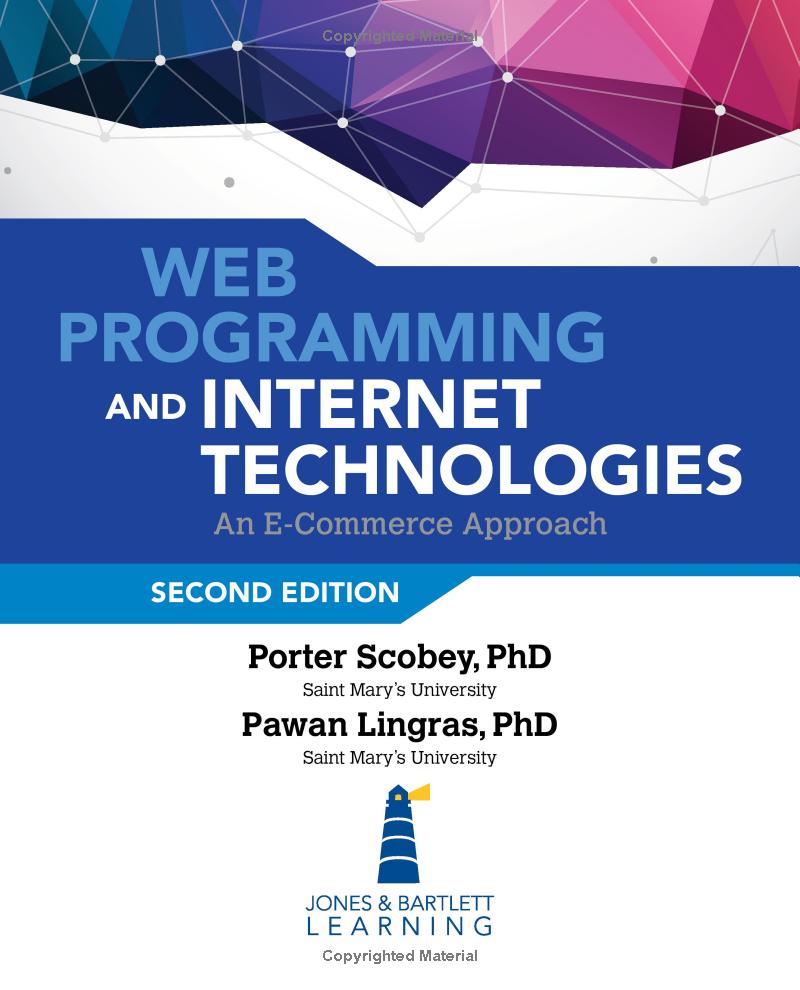 Copyrighted Material
WEB
PROGRAMMING
AND INTERNET
TECHNOLOGIES
An E-Commerce Approach
SECOND EDITION
Porter Scobey, PhD
Saint Mary's University
Pawan Lingras, PhD
Saint Mary's University
JONES & BARTLETT
LEARNING
Copyrighted Material